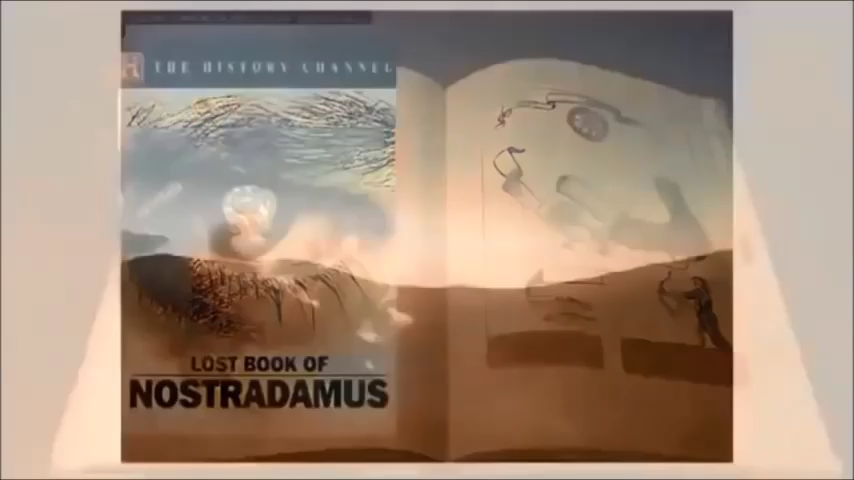 H THE HISTORY CHANNEL
LOST BOOK OF
NOSTRADAMUS